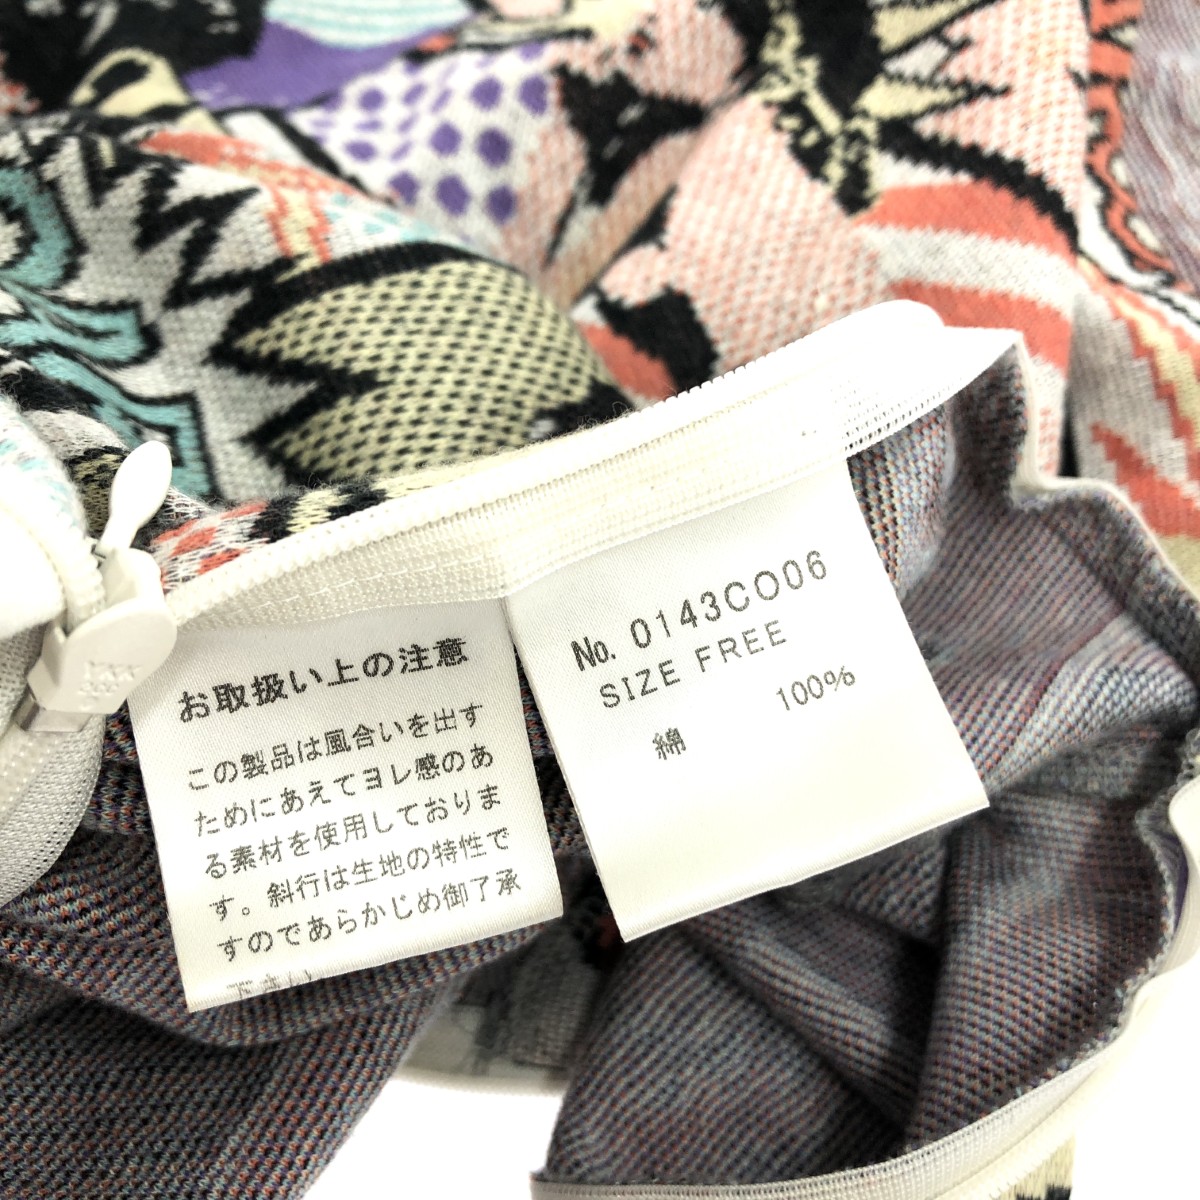 お取扱い上の注意
この製品は風合いを出す
ためにあえてヨレ感のあ
る素材を使用しておりま
す。斜行は生地の特性で
すのであらかじめ御了承
下さい
No. 0143CO06
SIZE FREE
綿 100%